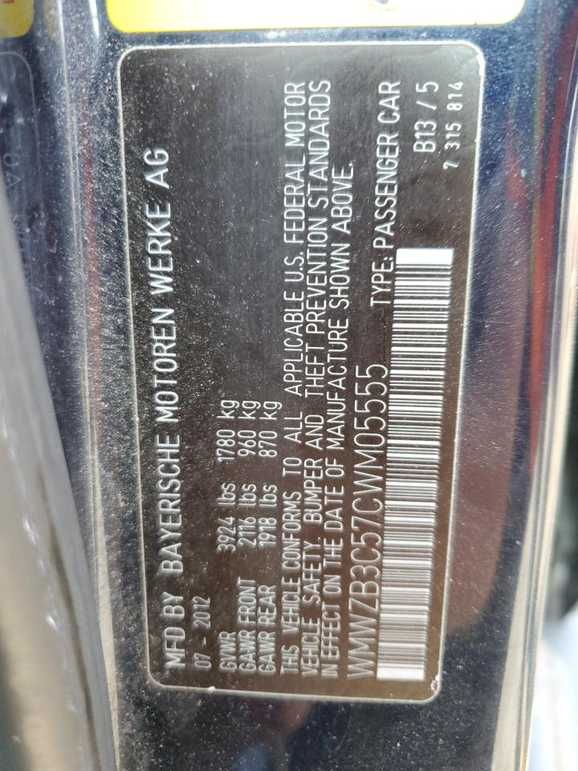 MFD BY BAYERISCHE MOTOREN WERKE AG
07 - 2012
GVWR 3924 lbs 1780 kg
GAWR FRONT 2116 lbs 960 kg
GAWR REAR 1918 lbs 870 kg
THIS VEHICLE CONFORMS TO ALL APPLICABLE U.S. FEDERAL MOTOR
VEHICLE SAFETY, BUMPER AND THEFT PREVENTION STANDARDS
IN EFFECT ON THE DATE OF MANUFACTURE SHOWN ABOVE.
WMWZB3C57CWM05555 TYPE: PASSENGER CAR
B13 / 5
7 315 814